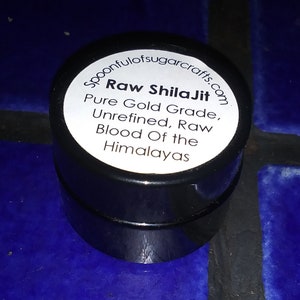 Spoonfulofsugarcrafts.com
Raw ShilaJit
Pure Gold Grade,
Unrefined, Raw
Blood Of the
Himalayas